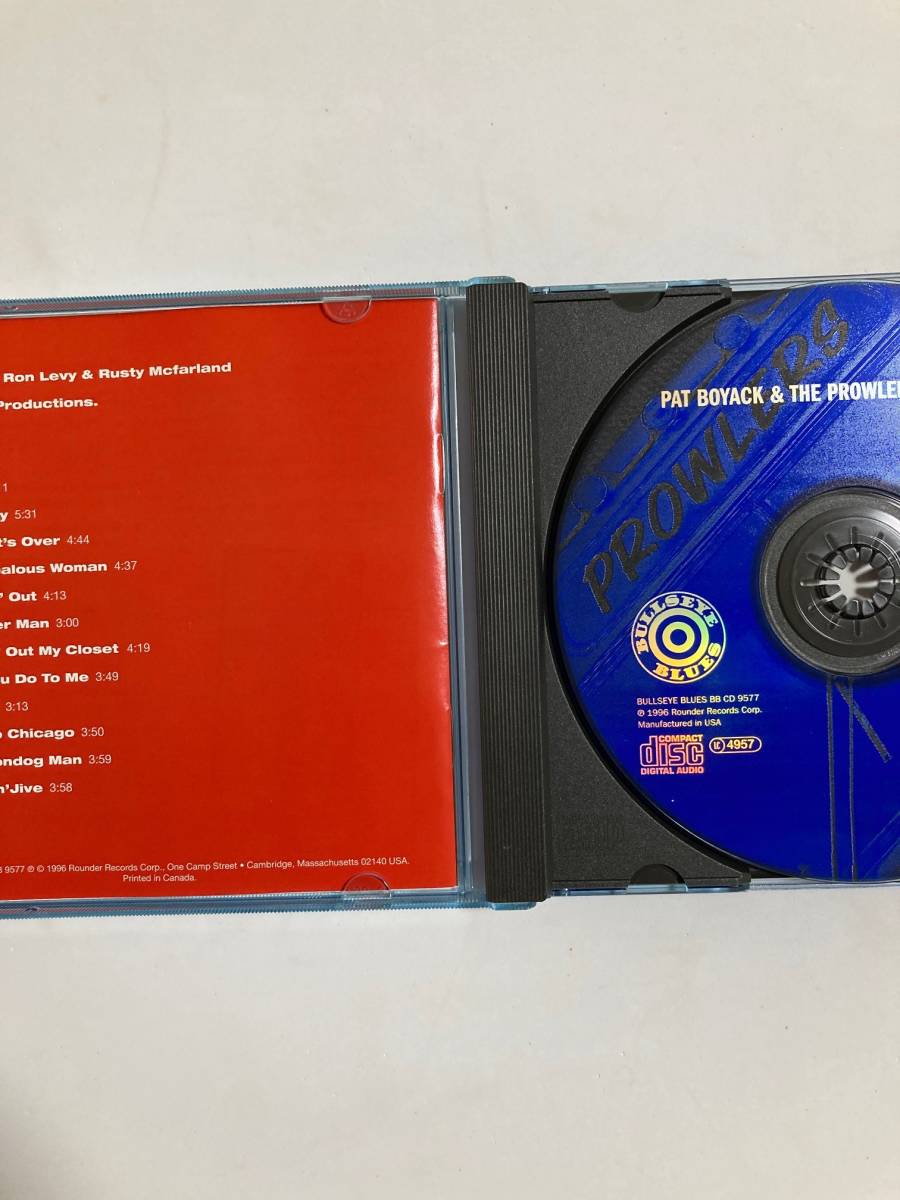 Ron Levy & Rusty Mcfarland
Productions.
1
y 5:31
t's Over 4:44
ealous Woman 4:37
' Out 4:13
er Man 3:00
Out My Closet 4:19
u Do To Me 3:49
3:13
o Chicago 3:50
ondog Man 3:59
n'Jive 3:58
B 9577 ℗ © 1996 Rounder Records Corp., One Camp Street • Cambridge, Massachusetts 02140 USA.
Printed in Canada.
PAT BOYACK & THE PROWLE
PROWLERS
BULLSEYE
BLUES
BULLSEYE BLUES BB CD 9577
℗ 1996 Rounder Records Corp.
Manufactured in USA
COMPACT
disc
DIGITAL AUDIO
4957